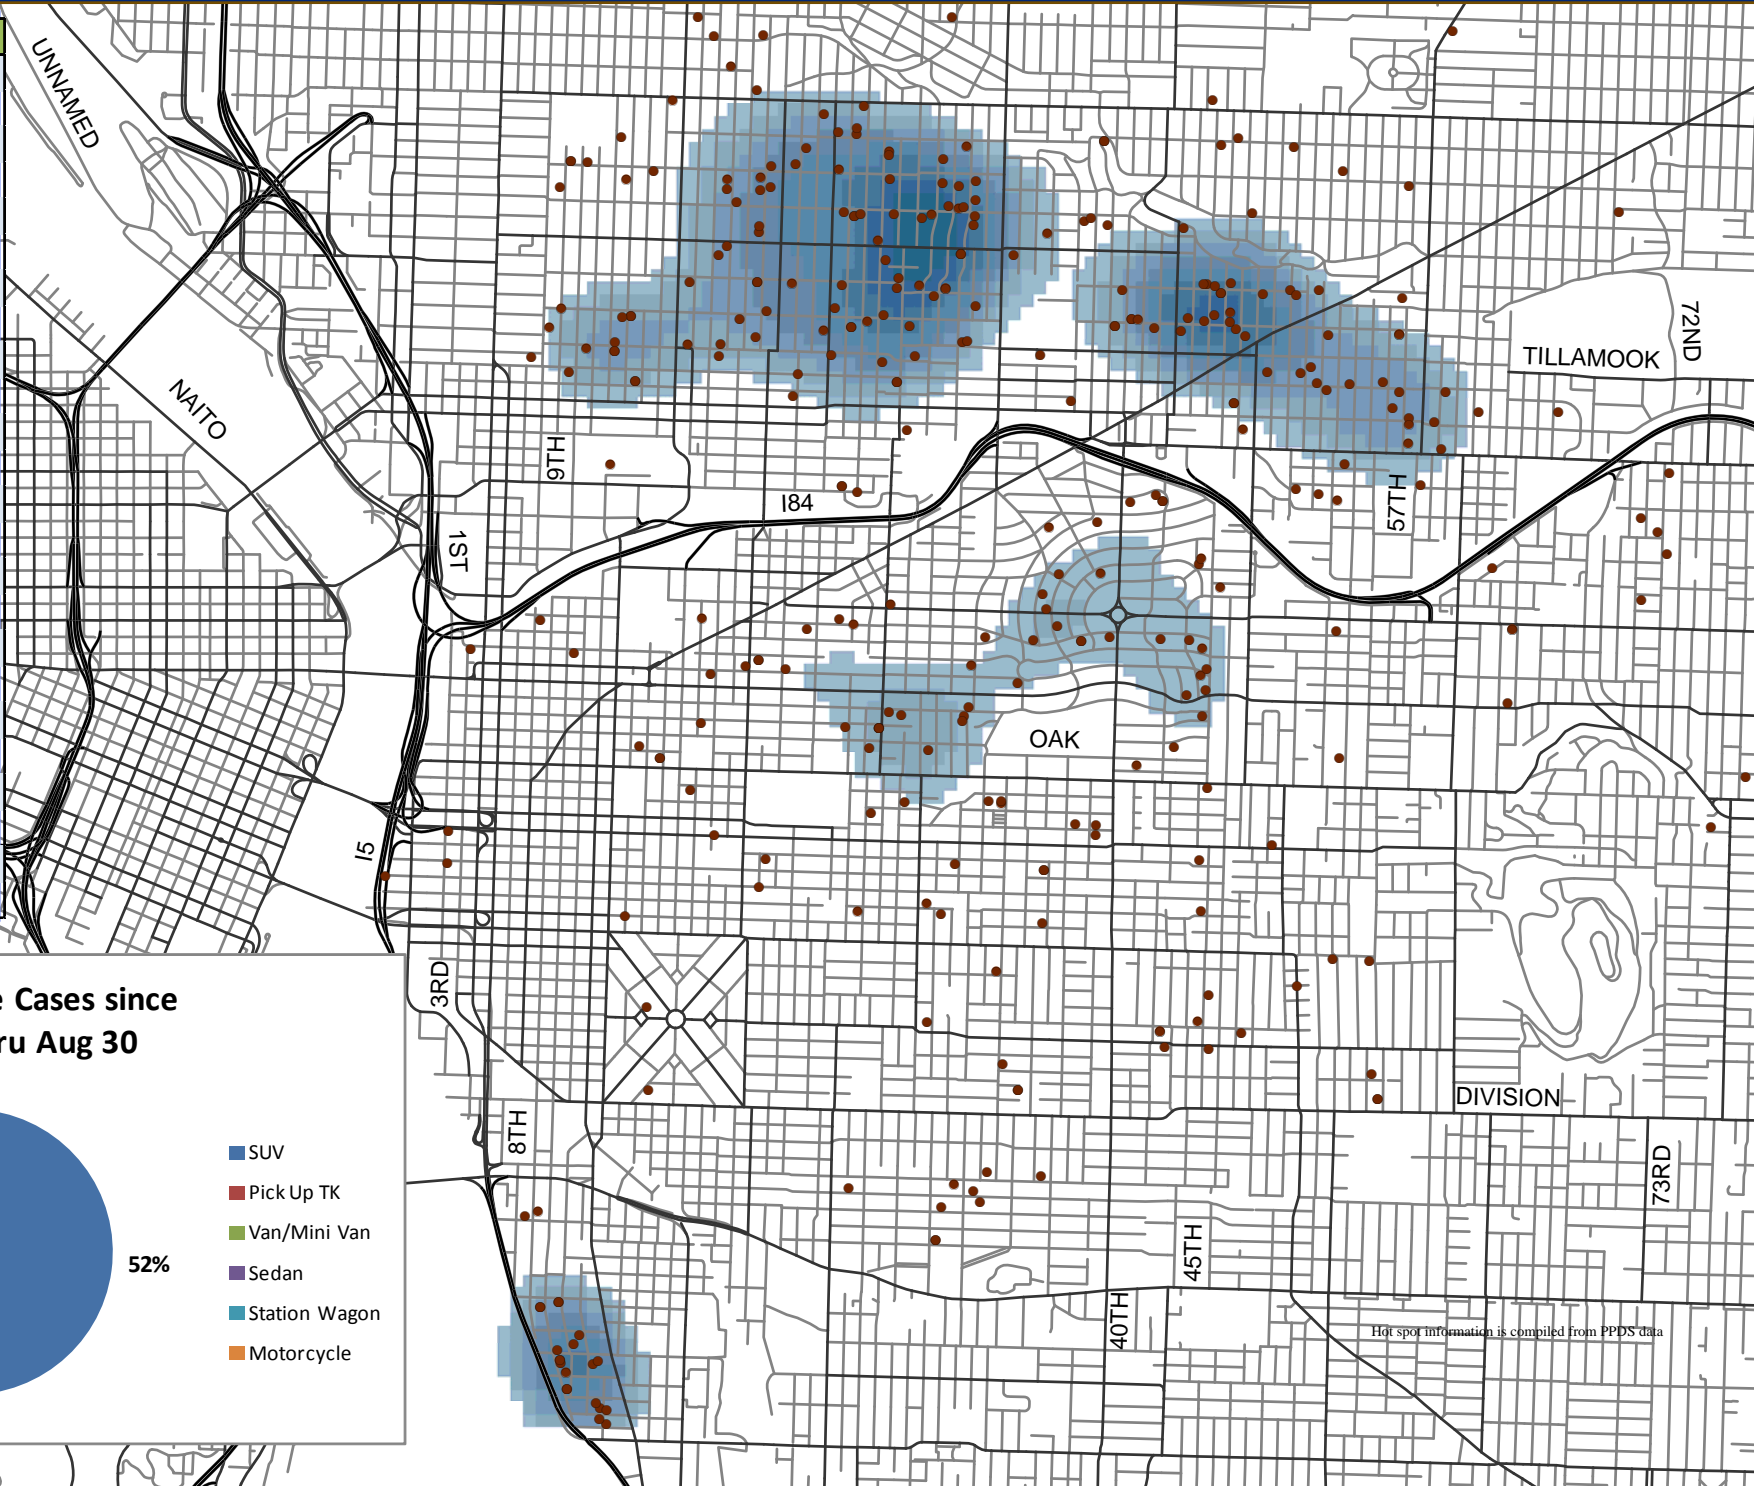 UNNAMED
72ND
TILLAMOOK
NAITO
9TH
I84
57TH
1ST
OAK
I5
3RD
e Cases since
ru Aug 30
DIVISION
8TH
SUV
73RD
Pick Up TK
Van/Mini Van
45TH
52%
Sedan
Station Wagon
40TH
Hot spot information is compiled from PPDS data
Motorcycle